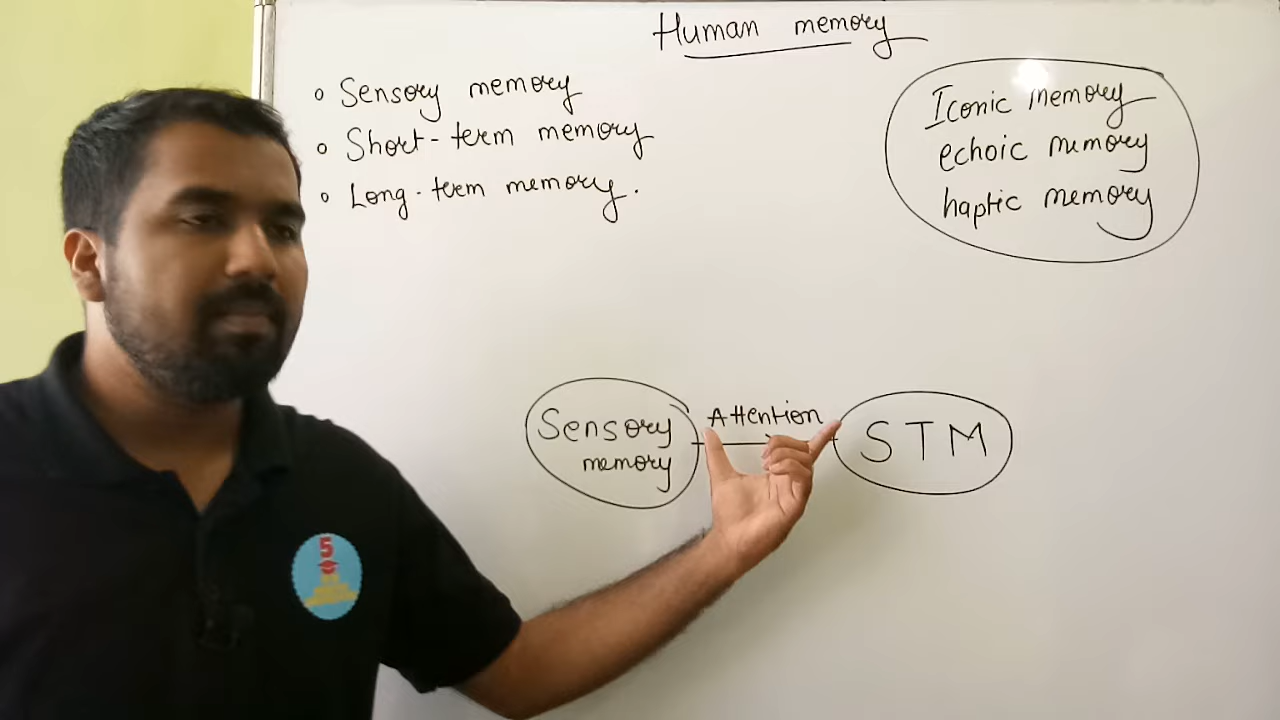 Human memory
Sensory memory
Short-term memory
Long-term memory.
Iconic memory
echoic memory
haptic memory
Sensory
memory
Attention
STM
5